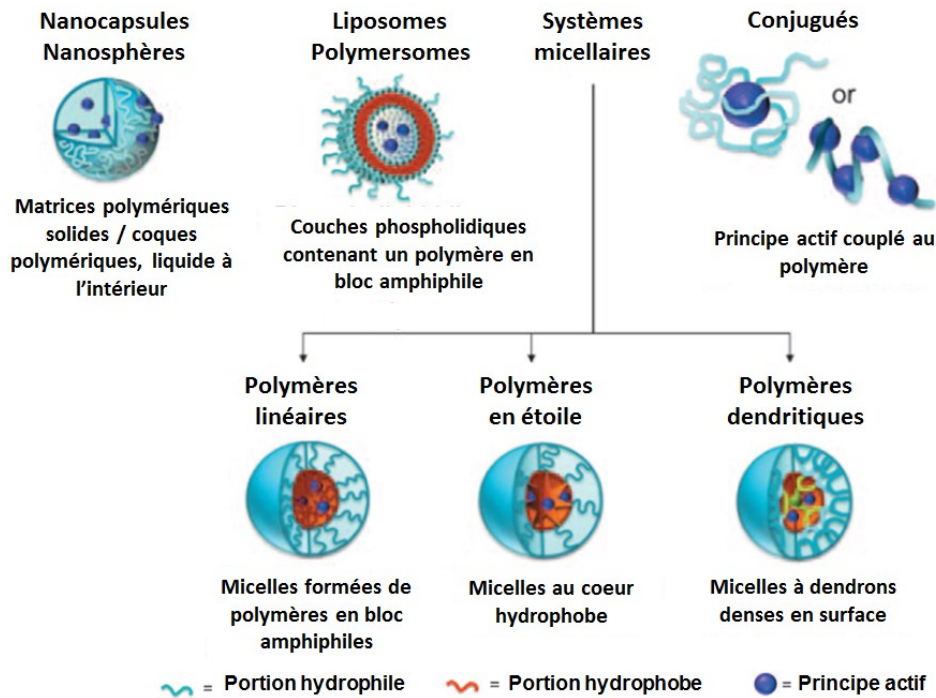 Nanocapsules
Nanosphères
Liposomes
Polymersomes
Systèmes
micellaires
Conjugués
or
Matrices polymériques
solides / coques
polymériques, liquide à
l'intérieur
Couches phospholidiques
contenant un polymère en
bloc amphiphile
Principe actif couplé au
polymère
Polymères
linéaires
Polymères
en étoile
Polymères
dendritiques
Micelles formées de
polymères en bloc
amphiphiles
Micelles au coeur
hydrophobe
Micelles à dendrons
denses en surface
= Portion hydrophile
= Portion hydrophobe
= Principe actif